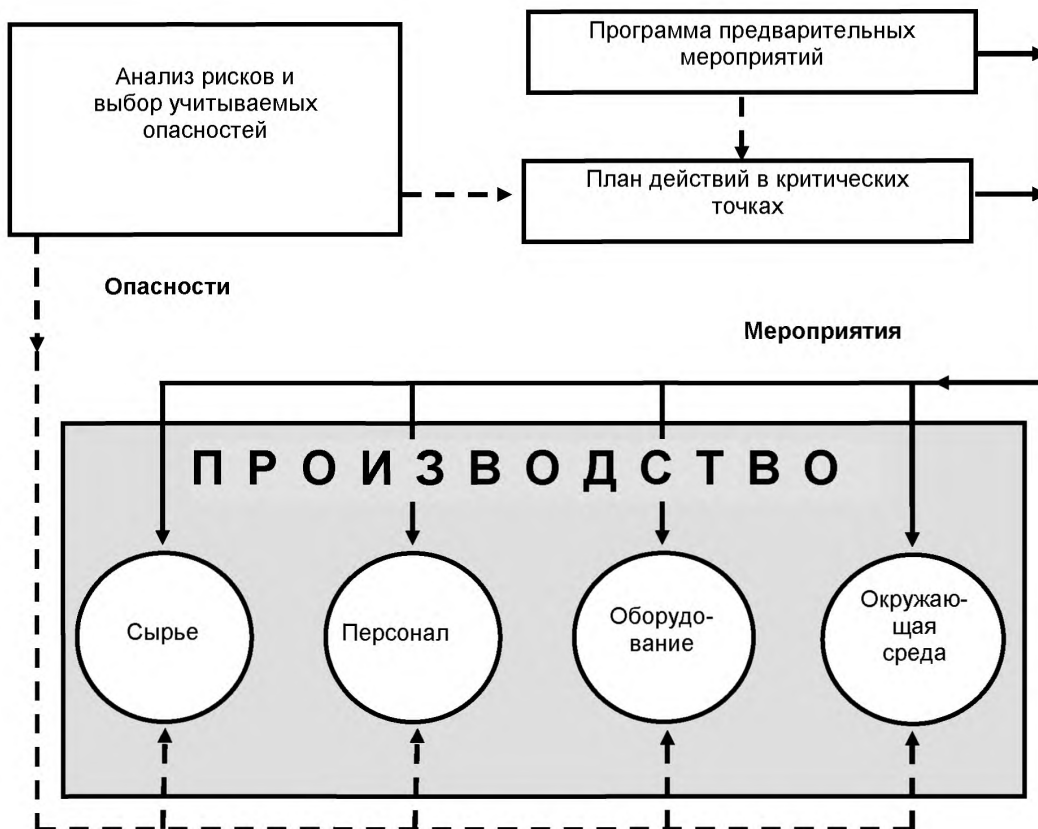 Анализ рисков и
выбор учитываемых
опасностей
Программа предварительных
мероприятий
План действий в критических
точках
Опасности
Мероприятия
П Р О И З В О Д С Т В О
Сырье
Персонал
Оборудо-
вание
Окружаю-
щая
среда